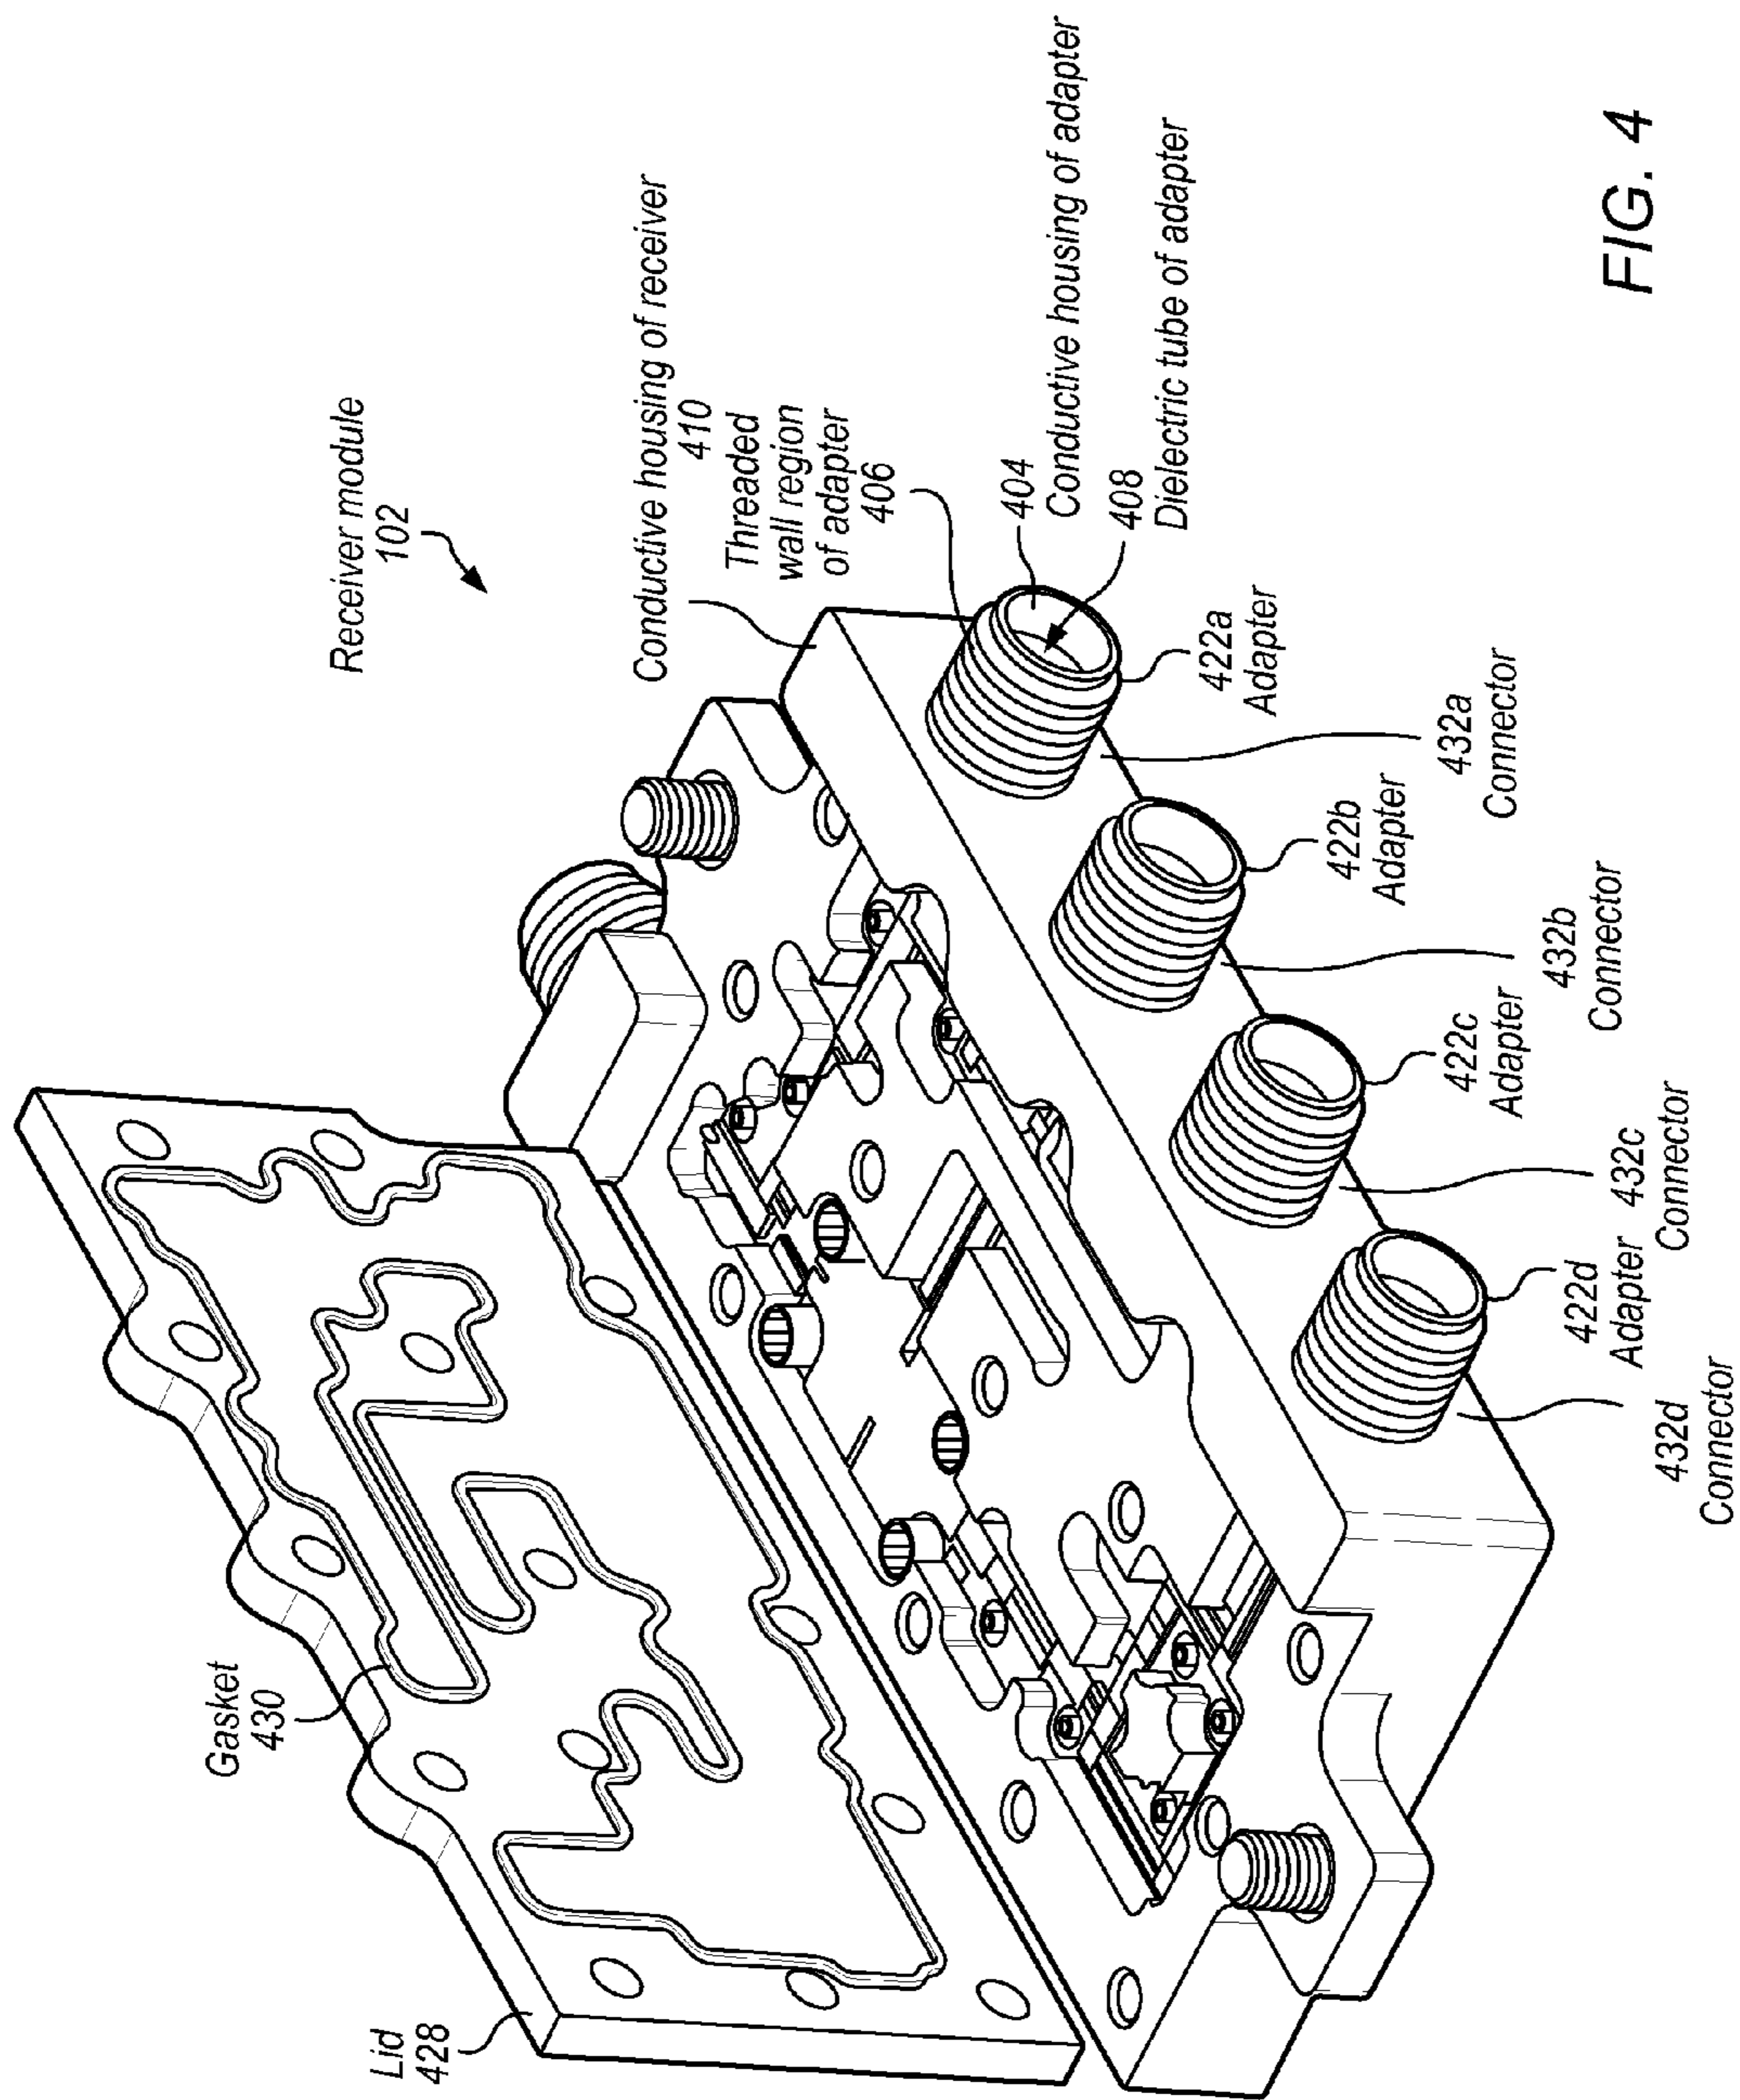 Receiver module
102
Conductive housing of receiver
410
Threaded
wall region
of adapter
406
404
Conductive housing of adapter
408
Dielectric tube of adapter
422a
Adapter
432a
Connector
422b
Adapter
432b
Connector
422c
Adapter
432c
Connector
422d
Adapter
432d
Connector
Gasket
430
Lid
428
FIG. 4